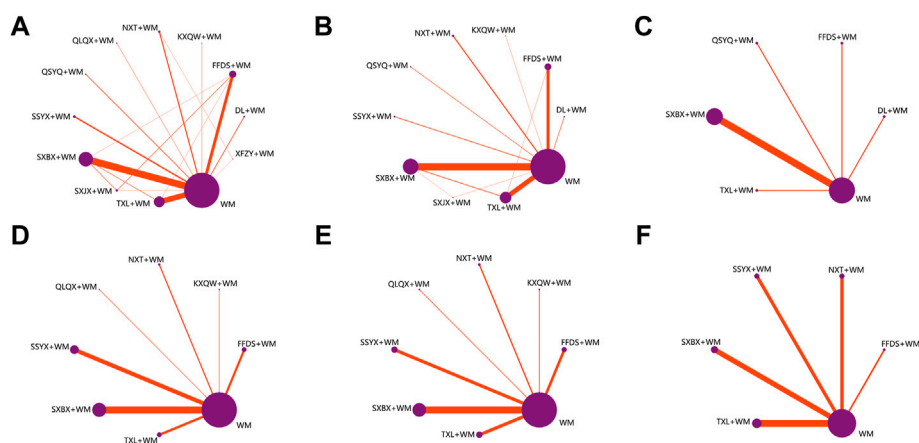 A
NXT+WM
KXQW+WM
QLQX+WM
FFDS+WM
QSYQ+WM
DL+WM
SSYX+WM
XFZY+WM
SXBX+WM
SXJX+WM
TXL+WM
WM
B
KXQW+WM
NXT+WM
FFDS+WM
QSYQ+WM
DL+WM
SSYX+WM
SXBX+WM
WM
SXJX+WM
TXL+WM
C
QSYQ+WM
FFDS+WM
SXBX+WM
DL+WM
TXL+WM
WM
D
NXT+WM
QLQX+WM
KXQW+WM
SSYX+WM
FFDS+WM
SXBX+WM
WM
TXL+WM
E
NXT+WM
QLQX+WM
KXQW+WM
SSYX+WM
FFDS+WM
SXBX+WM
WM
TXL+WM
F
SSYX+WM
NXT+WM
SXBX+WM
FFDS+WM
TXL+WM
WM